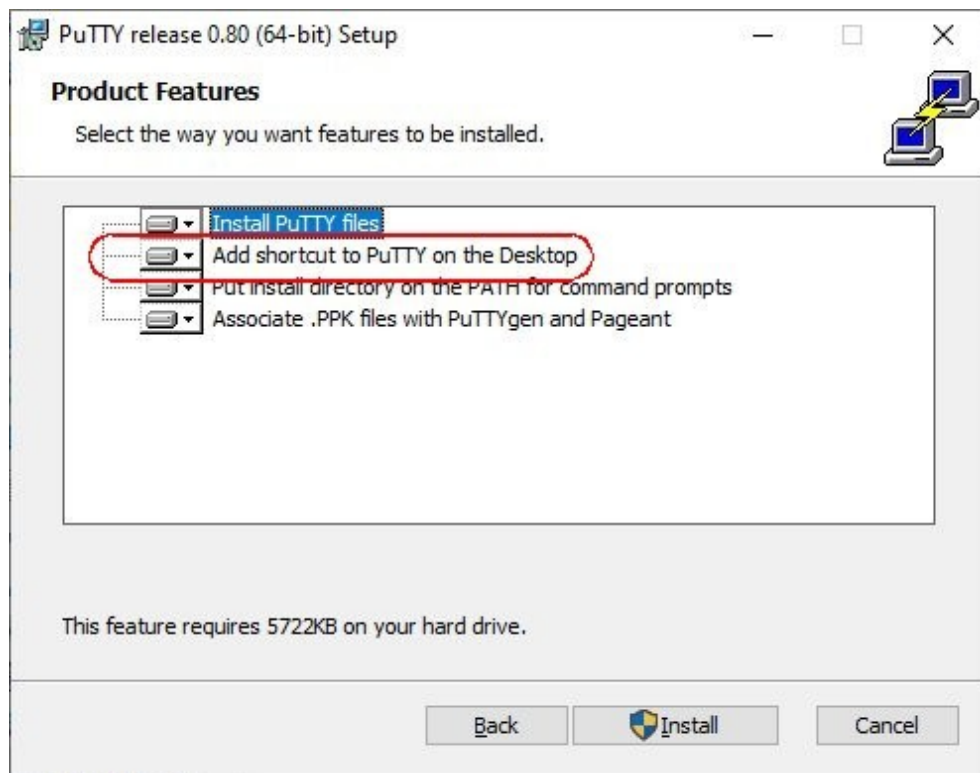 PuTTY release 0.80 (64-bit) Setup
Product Features
Select the way you want features to be installed.
Install PuTTY files
Add shortcut to PuTTY on the Desktop
Put install directory on the PATH for command prompts
Associate .PPK files with PuTTYgen and Pageant
This feature requires 5722KB on your hard drive.
Back
Install
Cancel